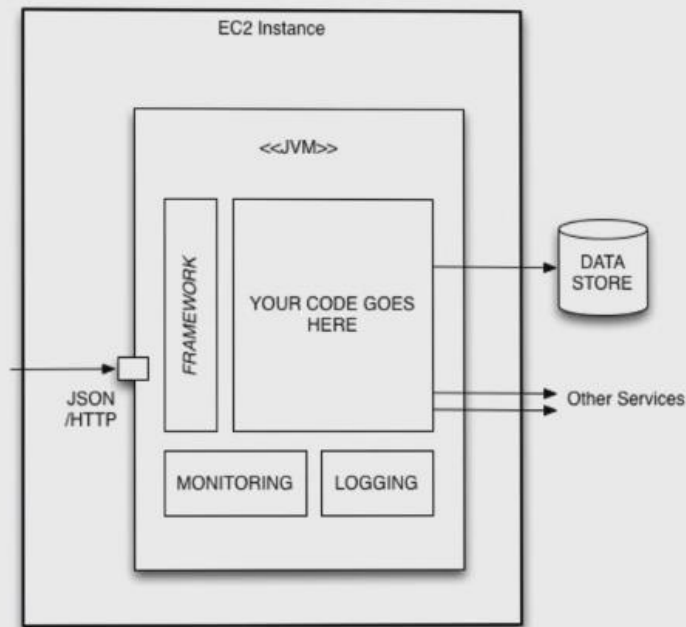 EC2 Instance
<<JVM>>
FRAMEWORK
YOUR CODE GOES
HERE
DATA
STORE
JSON
/HTTP
Other Services
MONITORING
LOGGING